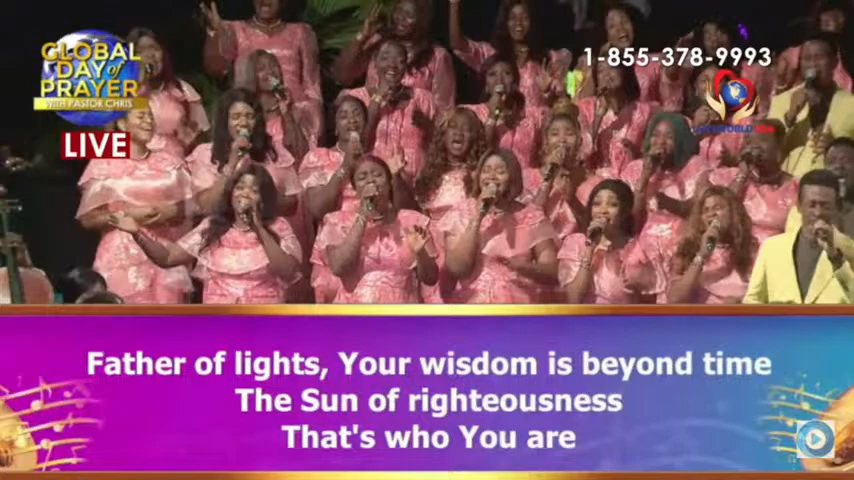 GLOBAL
DAY of
PRAYER
WITH PASTOR CHRIS
LIVE
1-855-378-9993
Father of lights, Your wisdom is beyond time
The Sun of righteousness
That's who You are